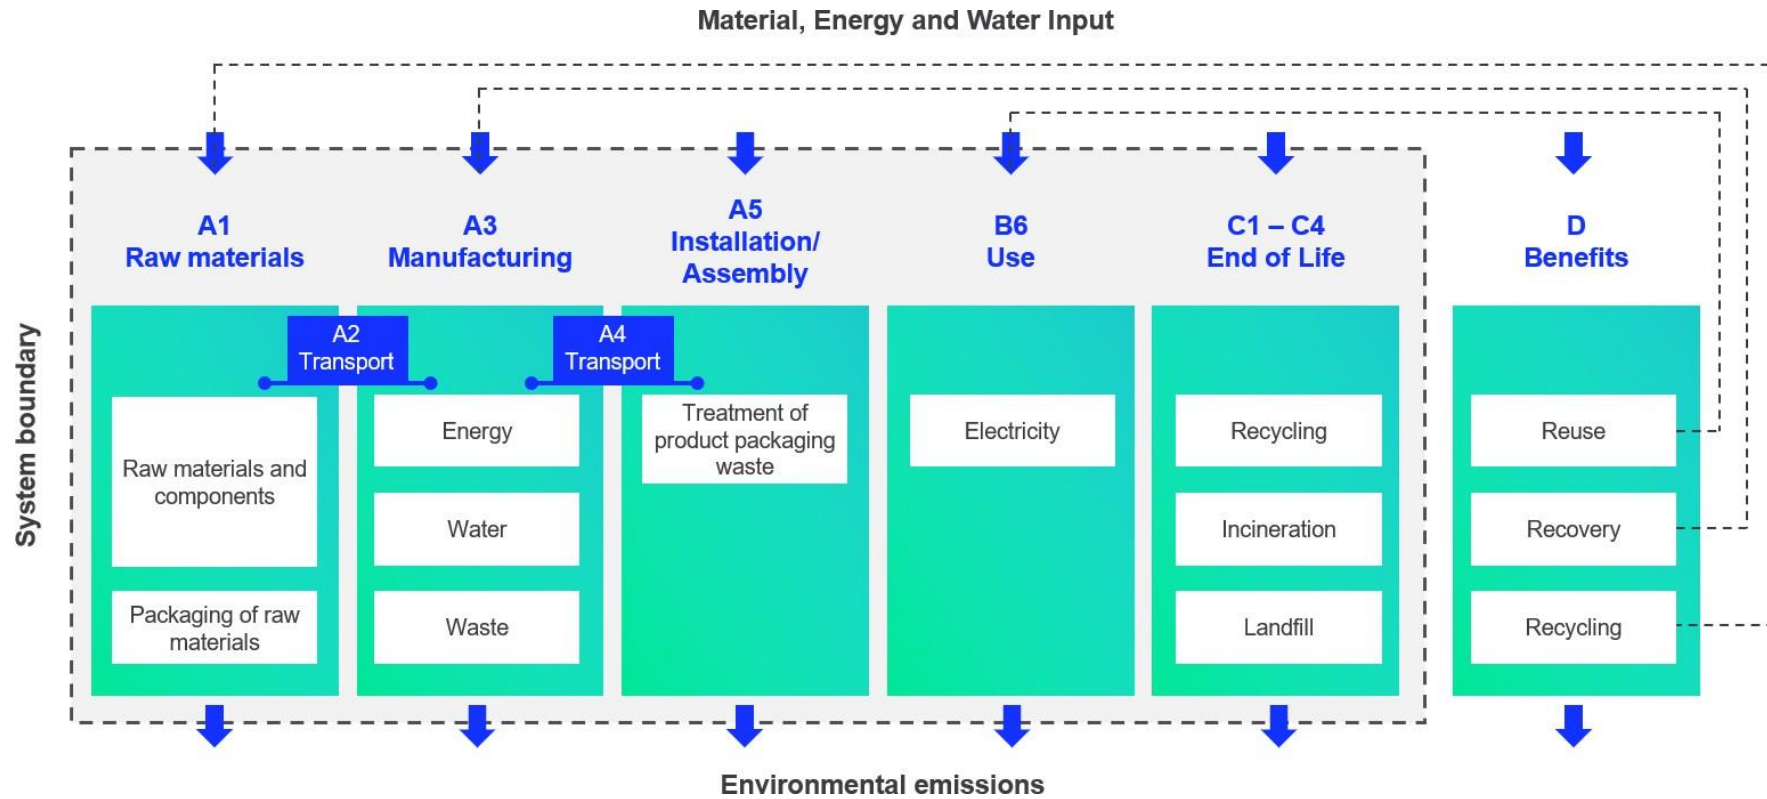 Material, Energy and Water Input
A1
Raw materials
A3
Manufacturing
A5
Installation/
Assembly
B6
Use
C1 – C4
End of Life
D
Benefits
System boundary
A2
Transport
A4
Transport
Raw materials and
components
Packaging of raw
materials
Energy
Water
Waste
Treatment of
product packaging
waste
Electricity
Recycling
Incineration
Landfill
Reuse
Recovery
Recycling
Environmental emissions